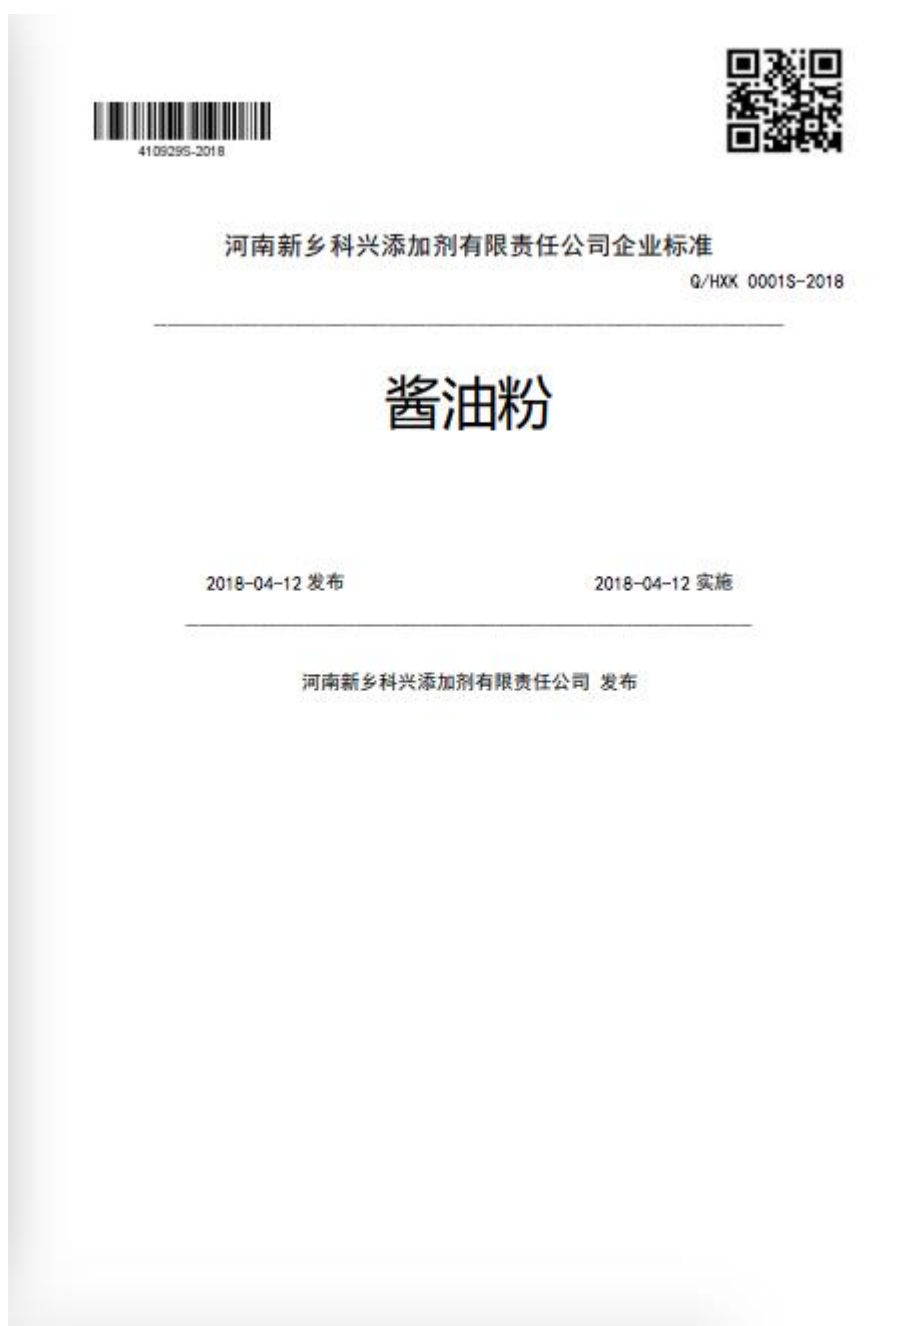 410929S-2018
河南新乡科兴添加剂有限责任公司企业标准
Q/HXK 0001S-2018
酱油粉
2018-04-12 发布
2018-04-12 实施
河南新乡科兴添加剂有限责任公司 发布